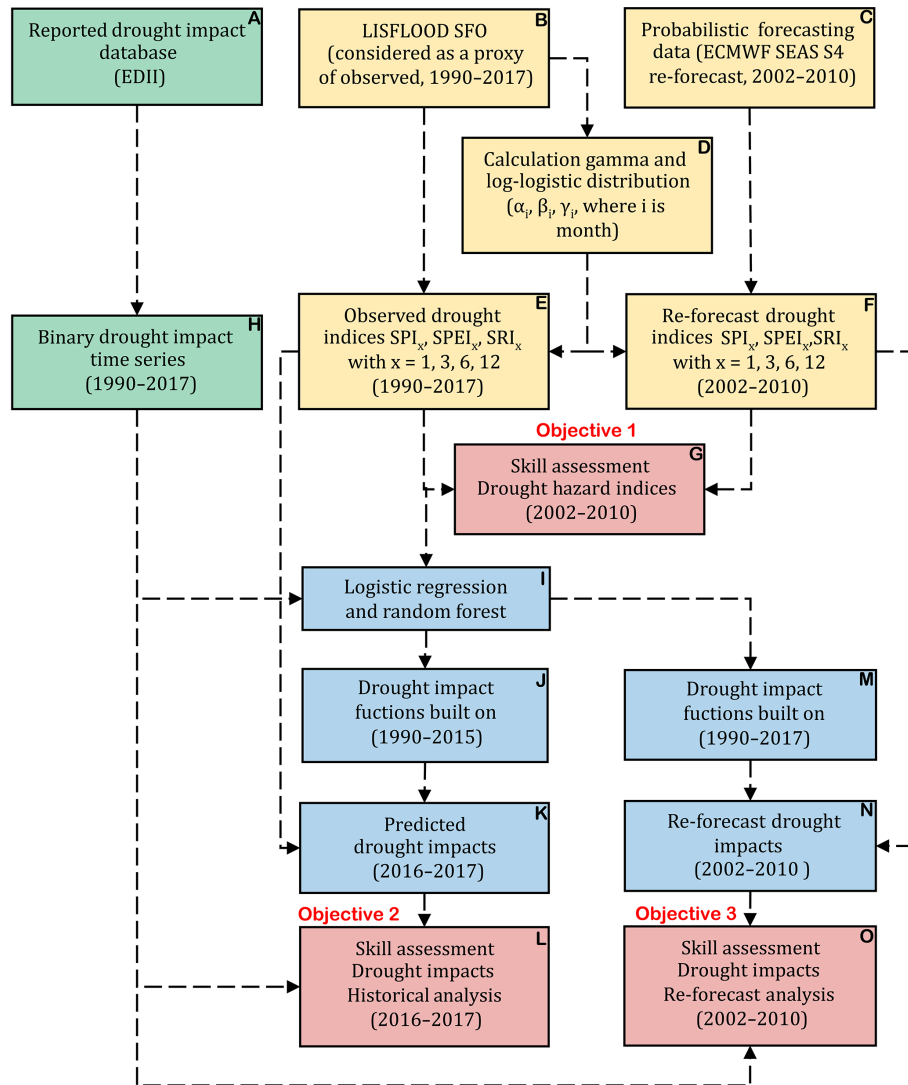 A
Reported drought impact
database
(EDII)
B
LISFLOOD SFO
(considered as a proxy
of observed, 1990–2017)
C
Probabilistic forecasting
data (ECMWF SEAS S4
re-forecast, 2002–2010)
D
Calculation gamma and
log-logistic distribution
(αᵢ, βᵢ, γᵢ, where i is
month)
H
Binary drought impact
time series
(1990–2017)
E
Observed drought
indices SPIₓ, SPEIₓ, SRIₓ
with x = 1, 3, 6, 12
(1990-2017)
F
Re-forecast drought
indices SPIₓ, SPEIₓ,SRIₓ
with x = 1, 3, 6, 12
(2002-2010)
Objective 1
G
Skill assessment
Drought hazard indices
(2002–2010)
I
Logistic regression
and random forest
J
Drought impact
fuctions built on
(1990–2015)
M
Drought impact
fuctions built on
(1990–2017)
K
Predicted
drought impacts
(2016–2017)
N
Re-forecast drought
impacts
(2002–2010 )
Objective 2
L
Skill assessment
Drought impacts
Historical analysis
(2016–2017)
Objective 3
O
Skill assessment
Drought impacts
Re-forecast analysis
(2002–2010)